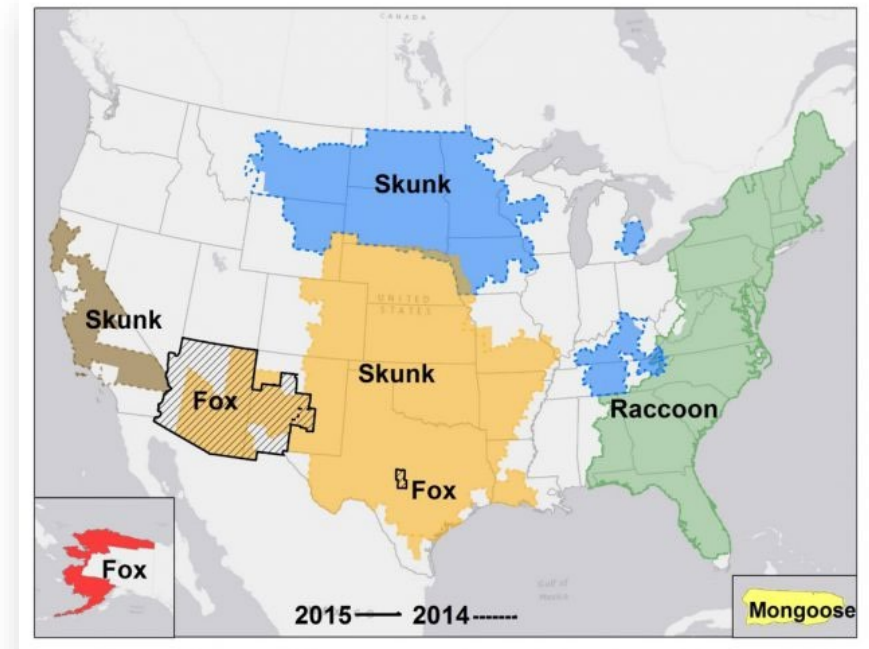 CANADA
Skunk
UNITED
STATES
Skunk
Skunk
Fox
Raccoon
Fox
Fox
Gulf of
Mexico
Mongoose
2015 2014